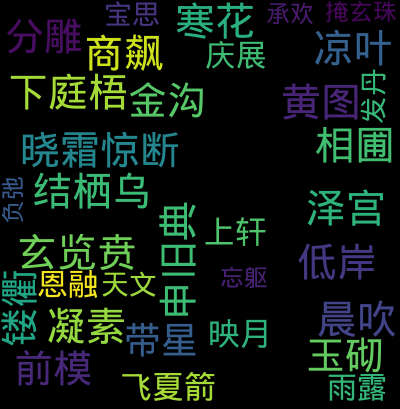 宝思
寒花
承欢
掩玄珠
分雕
商飙
庆展
凉叶
下庭梧
金沟
黄图
发丹
晓霜惊断
相圃
结栖乌
负弛
泽宫
申旧典
上轩
玄览贲
低岸
忘躯
镂衢
恩融
天文
凝素
带星
映月
晨吹
玉砌
前模
飞夏箭
雨露